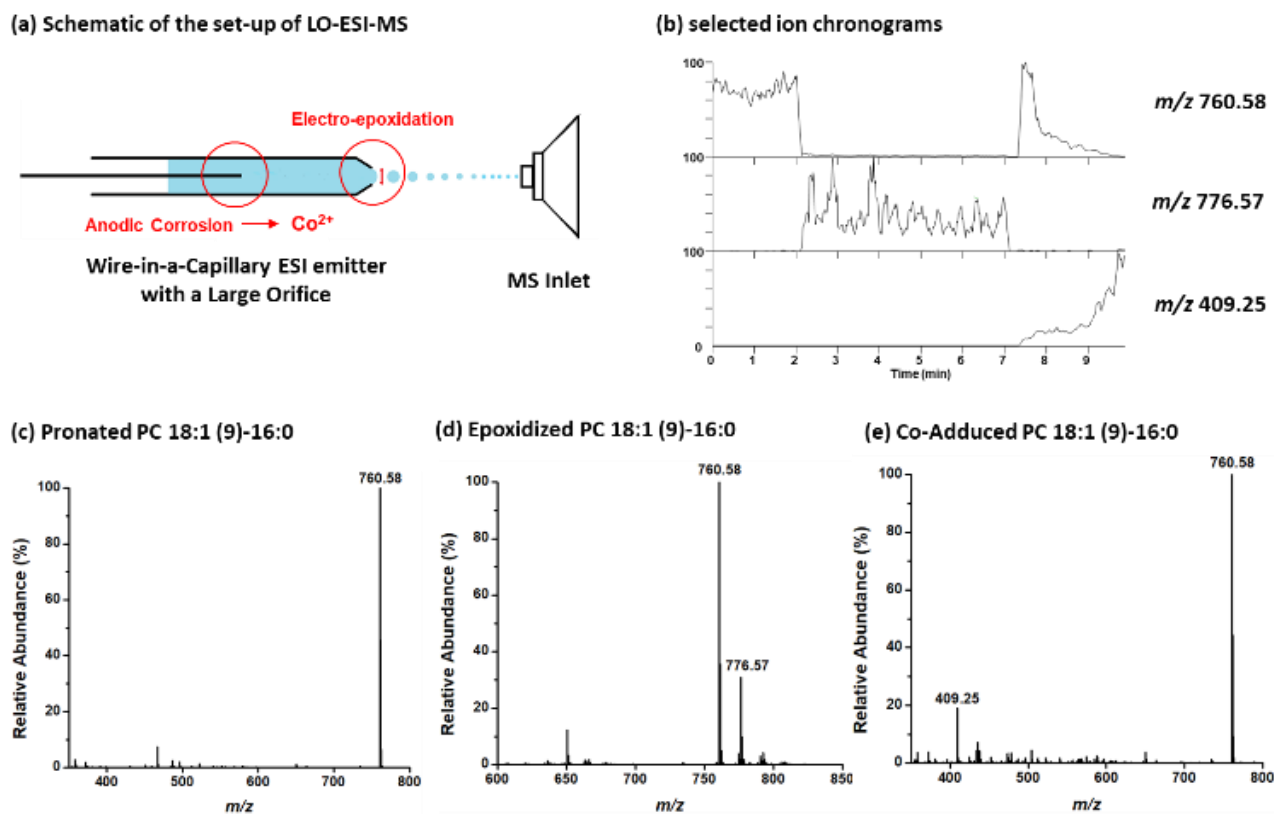 (a) Schematic of the set-up of LO-ESI-MS
Electro-epoxidation
Anodic Corrosion → Co²⁺
Wire-in-a-Capillary ESI emitter
with a Large Orifice
MS Inlet
(b) selected ion chronograms
100
m/z 760.58
100
m/z 776.57
100
m/z 409.25
0
0 1 2 3 4 5 6 7 8 9
Time (min)
(c) Pronated PC 18:1 (9)-16:0
760.58
100
80
60
40
20
0
Relative Abundance (%)
400 500 600 700 800
m/z
(d) Epoxidized PC 18:1 (9)-16:0
760.58
100
80
60
40
20
0
776.57
Relative Abundance (%)
600 650 700 750 800 850
m/z
(e) Co-Adduced PC 18:1 (9)-16:0
760.58
100
80
60
40
20
0
409.25
Relative Abundance (%)
400 500 600 700 800
m/z